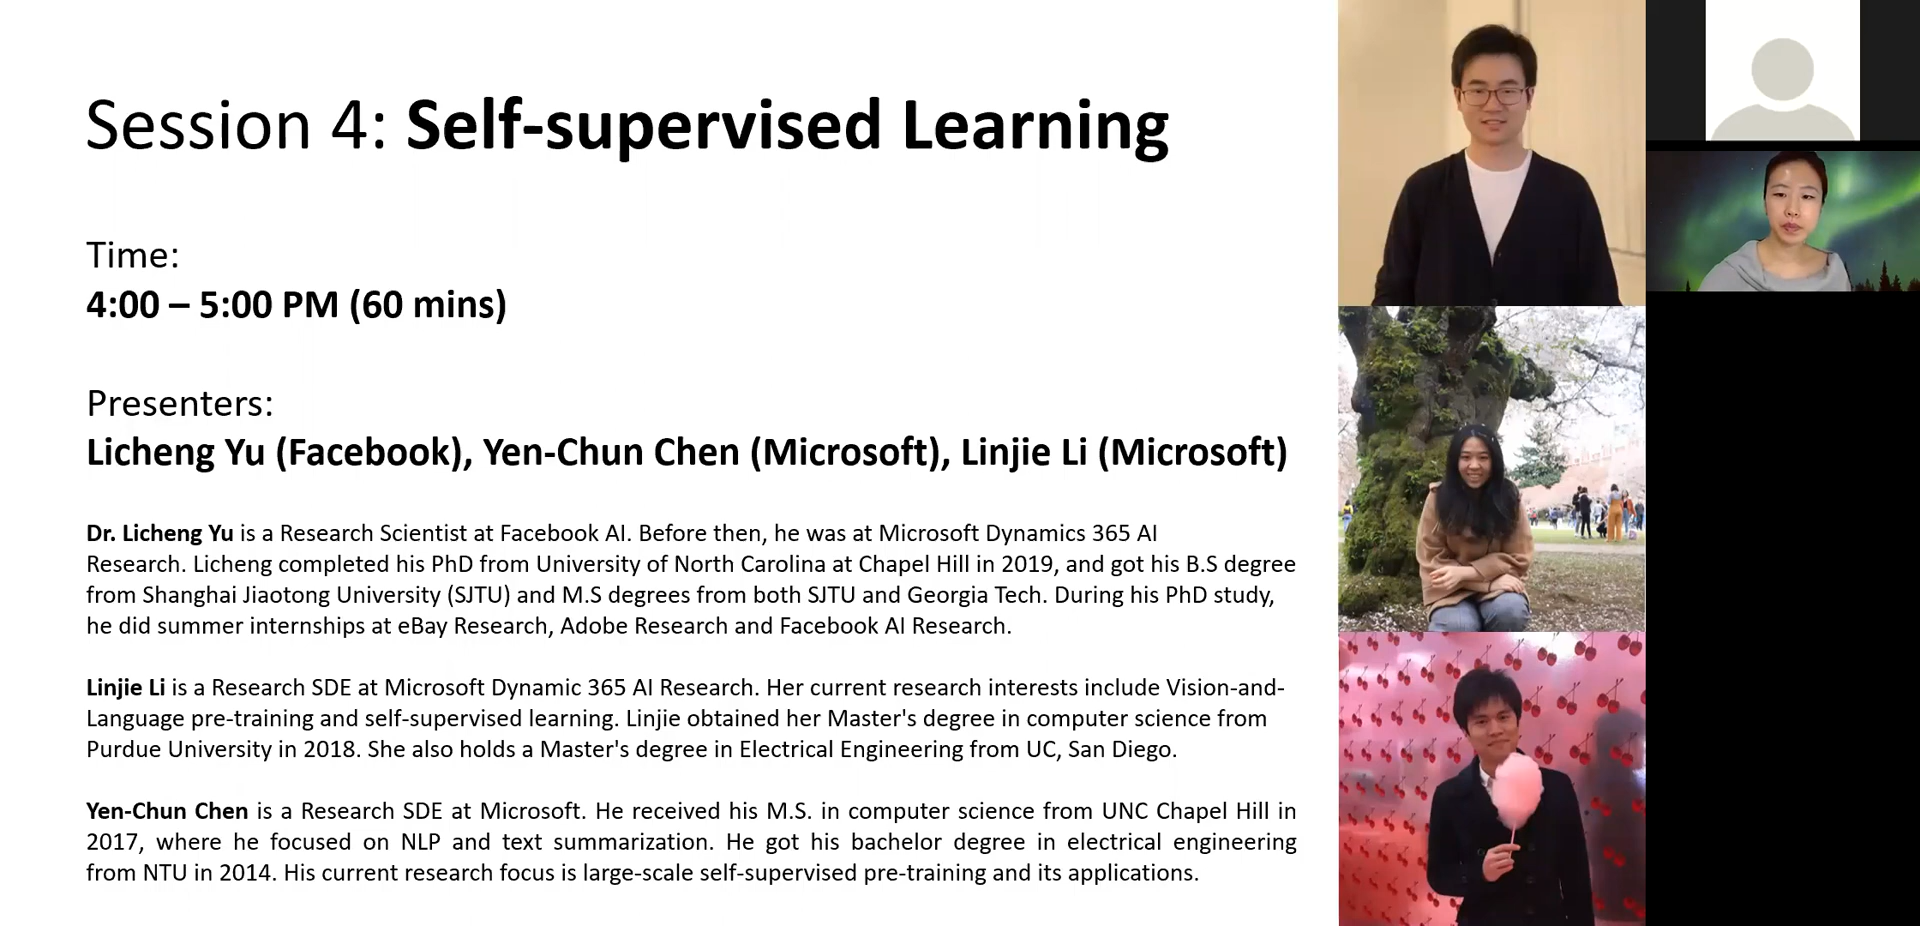 Session 4: Self-supervised Learning
Time:
4:00 – 5:00 PM (60 mins)
Presenters:
Licheng Yu (Facebook), Yen-Chun Chen (Microsoft), Linjie Li (Microsoft)
Dr. Licheng Yu is a Research Scientist at Facebook AI. Before then, he was at Microsoft Dynamics 365 AI
Research. Licheng completed his PhD from University of North Carolina at Chapel Hill in 2019, and got his B.S degree
from Shanghai Jiaotong University (SJTU) and M.S degrees from both SJTU and Georgia Tech. During his PhD study,
he did summer internships at eBay Research, Adobe Research and Facebook AI Research.
Linjie Li is a Research SDE at Microsoft Dynamic 365 AI Research. Her current research interests include Vision-and-
Language pre-training and self-supervised learning. Linjie obtained her Master's degree in computer science from
Purdue University in 2018. She also holds a Master's degree in Electrical Engineering from UC, San Diego.
Yen-Chun Chen is a Research SDE at Microsoft. He received his M.S. in computer science from UNC Chapel Hill in
2017, where he focused on NLP and text summarization. He got his bachelor degree in electrical engineering
from NTU in 2014. His current research focus is large-scale self-supervised pre-training and its applications.